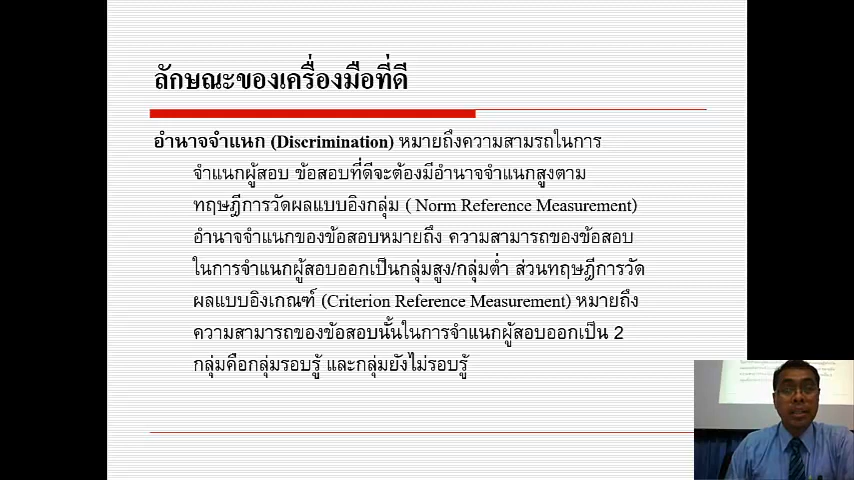 ลักษณะของเครื่องมือที่ดี
อำนาจจำแนก (Discrimination) หมายถึงความสามรถในการ
จำแนกผู้สอบ ข้อสอบที่ดีจะต้องมีอำนาจจำแนกสูงตาม
ทฤษฎีการวัดผลแบบอิงกลุ่ม ( Norm Reference Measurement)
อำนาจจำแนกของข้อสอบหมายถึง ความสามารถของข้อสอบ
ในการจำแนกผู้สอบออกเป็นกลุ่มสูง/กลุ่มต่ำ ส่วนทฤษฎีการวัด
ผลแบบอิงเกณฑ์ (Criterion Reference Measurement) หมายถึง
ความสามารถของข้อสอบนั้นในการจำแนกผู้สอบออกเป็น 2
กลุ่มคือกลุ่มรอบรู้ และกลุ่มยังไม่รอบรู้